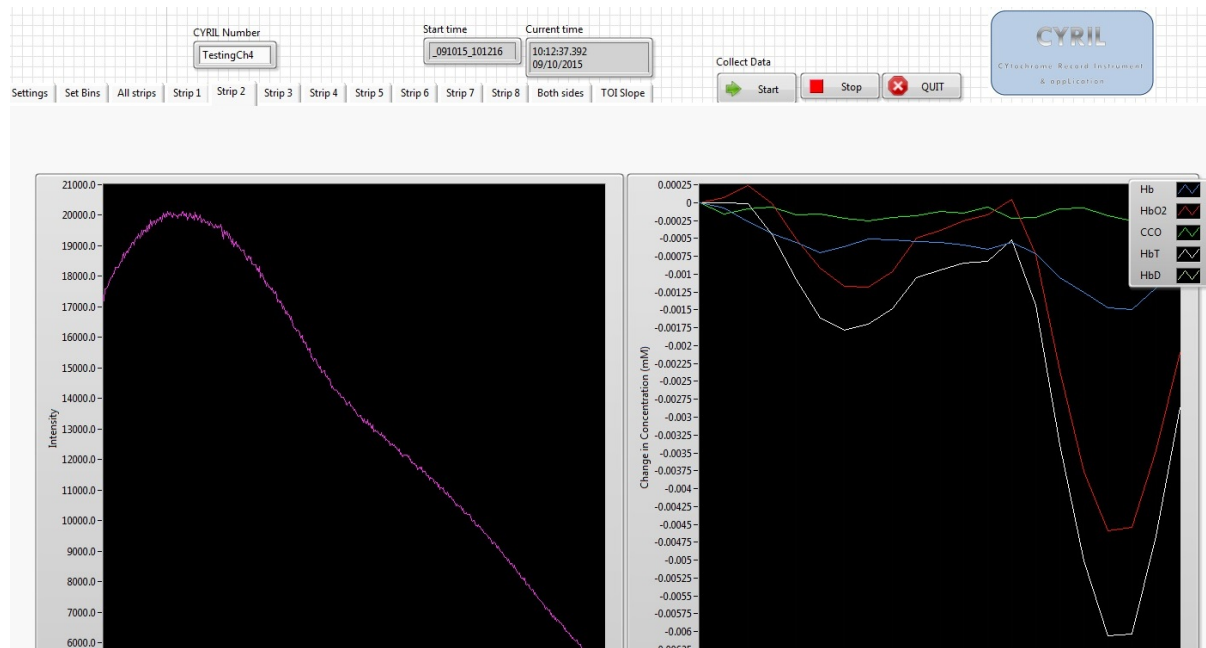 CYRIL Number
TestingCh4
Start time
_091015_101216
Current time
10:12:37.392
09/10/2015
Collect Data
Start
Stop
QUIT
CYRIL
CYtochrome Record Instrument
& appLication
Settings Set Bins All strips Strip 1 Strip 2 Strip 3 Strip 4 Strip 5 Strip 6 Strip 7 Strip 8 Both sides TOI Slope
21000.0
20000.0
19000.0
18000.0
17000.0
16000.0
15000.0
14000.0
13000.0
12000.0
11000.0
10000.0
9000.0
8000.0
7000.0
6000.0
Intensity
0.00025
0
-0.00025
-0.0005
-0.00075
-0.001
-0.00125
-0.0015
-0.00175
-0.002
-0.00225
-0.0025
-0.00275
-0.003
-0.00325
-0.0035
-0.00375
-0.004
-0.00425
-0.0045
-0.00475
-0.005
-0.00525
-0.0055
-0.00575
-0.006
-0.00625
Change in Concentration (mM)
Hb
HbO2
CCO
HbT
HbD